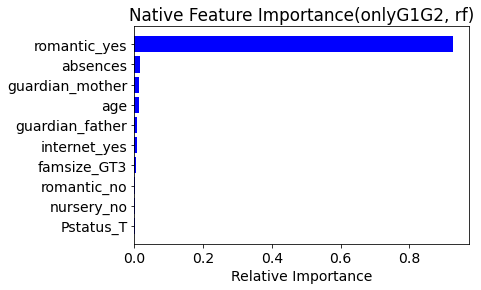 Native Feature Importance(onlyG1G2, rf)
romantic_yes
absences
guardian_mother
age
guardian_father
internet_yes
famsize_GT3
romantic_no
nursery_no
Pstatus_T
0.0 0.2 0.4 0.6 0.8
Relative Importance